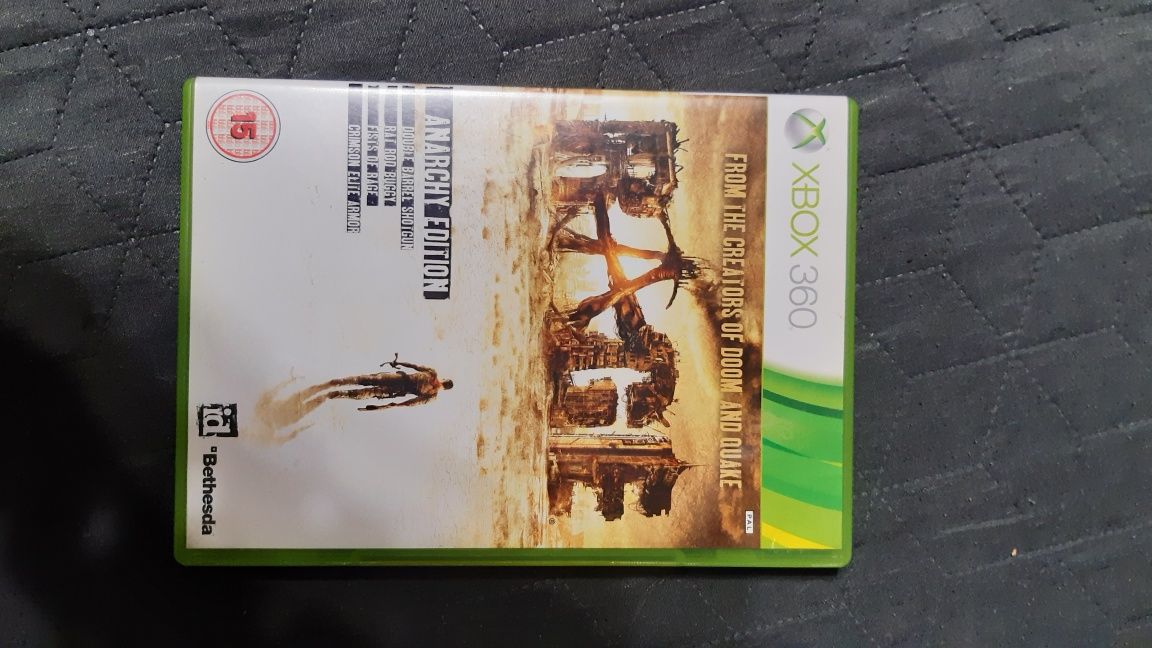 XBOX 360
PAL
FROM THE CREATORS OF DOOM AND QUAKE
RAGE
®
ANARCHY EDITION
DOUBLE BARREL SHOTGUN
RAT ROD BUGGY
FISTS OF RAGE
CRIMSON ELITE ARMOR
15
id
Bethesda